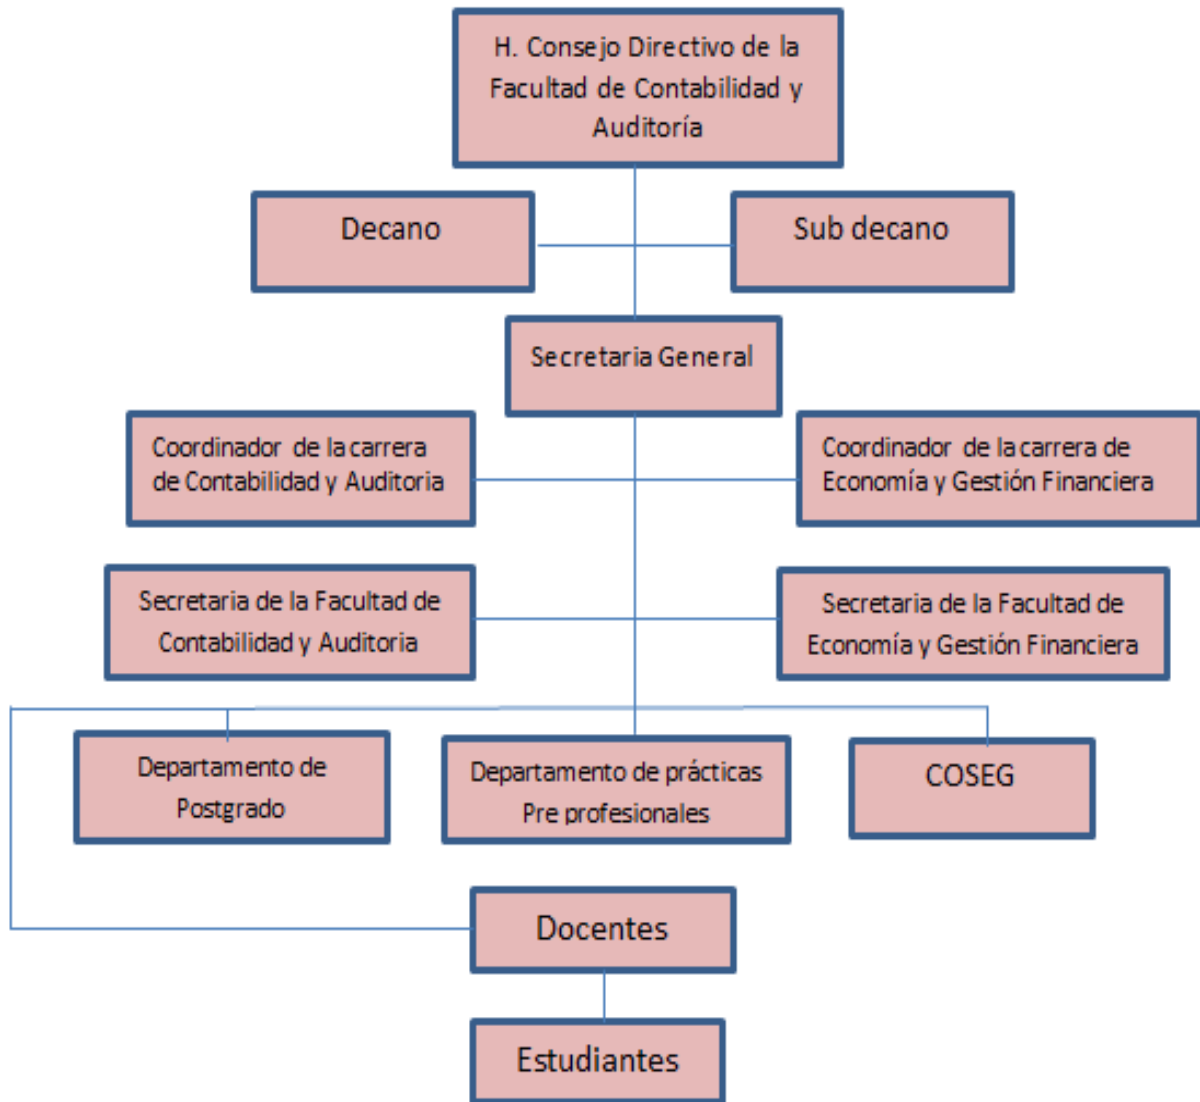 H. Consejo Directivo de la
Facultad de Contabilidad y
Auditoría
Decano
Sub decano
Secretaria General
Coordinador de la carrera
de Contabilidad y Auditoria
Coordinador de la carrera de
Economía y Gestión Financiera
Secretaria de la Facultad de
Contabilidad y Auditoria
Secretaria de la Facultad de
Economía y Gestión Financiera
Departamento de
Postgrado
Departamento de prácticas
Pre profesionales
COSEG
Docentes
Estudiantes